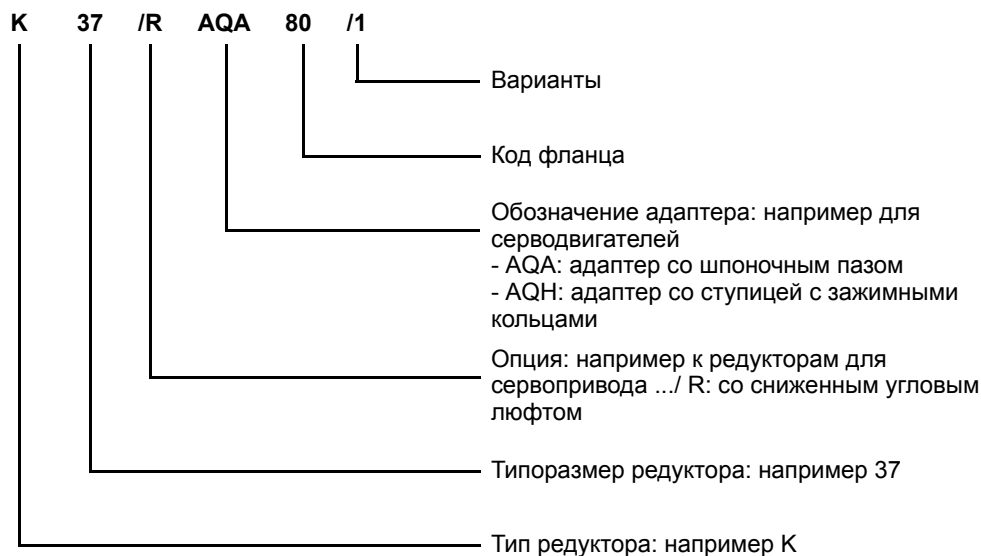 K 37 /R AQA 80 /1
Варианты
Код фланца
Обозначение адаптера: например для
серводвигателей
- AQA: адаптер со шпоночным пазом
- AQH: адаптер со ступицей с зажимными
кольцами
Опция: например к редукторам для
сервопривода .../ R: со сниженным угловым
люфтом
Типоразмер редуктора: например 37
Тип редуктора: например K